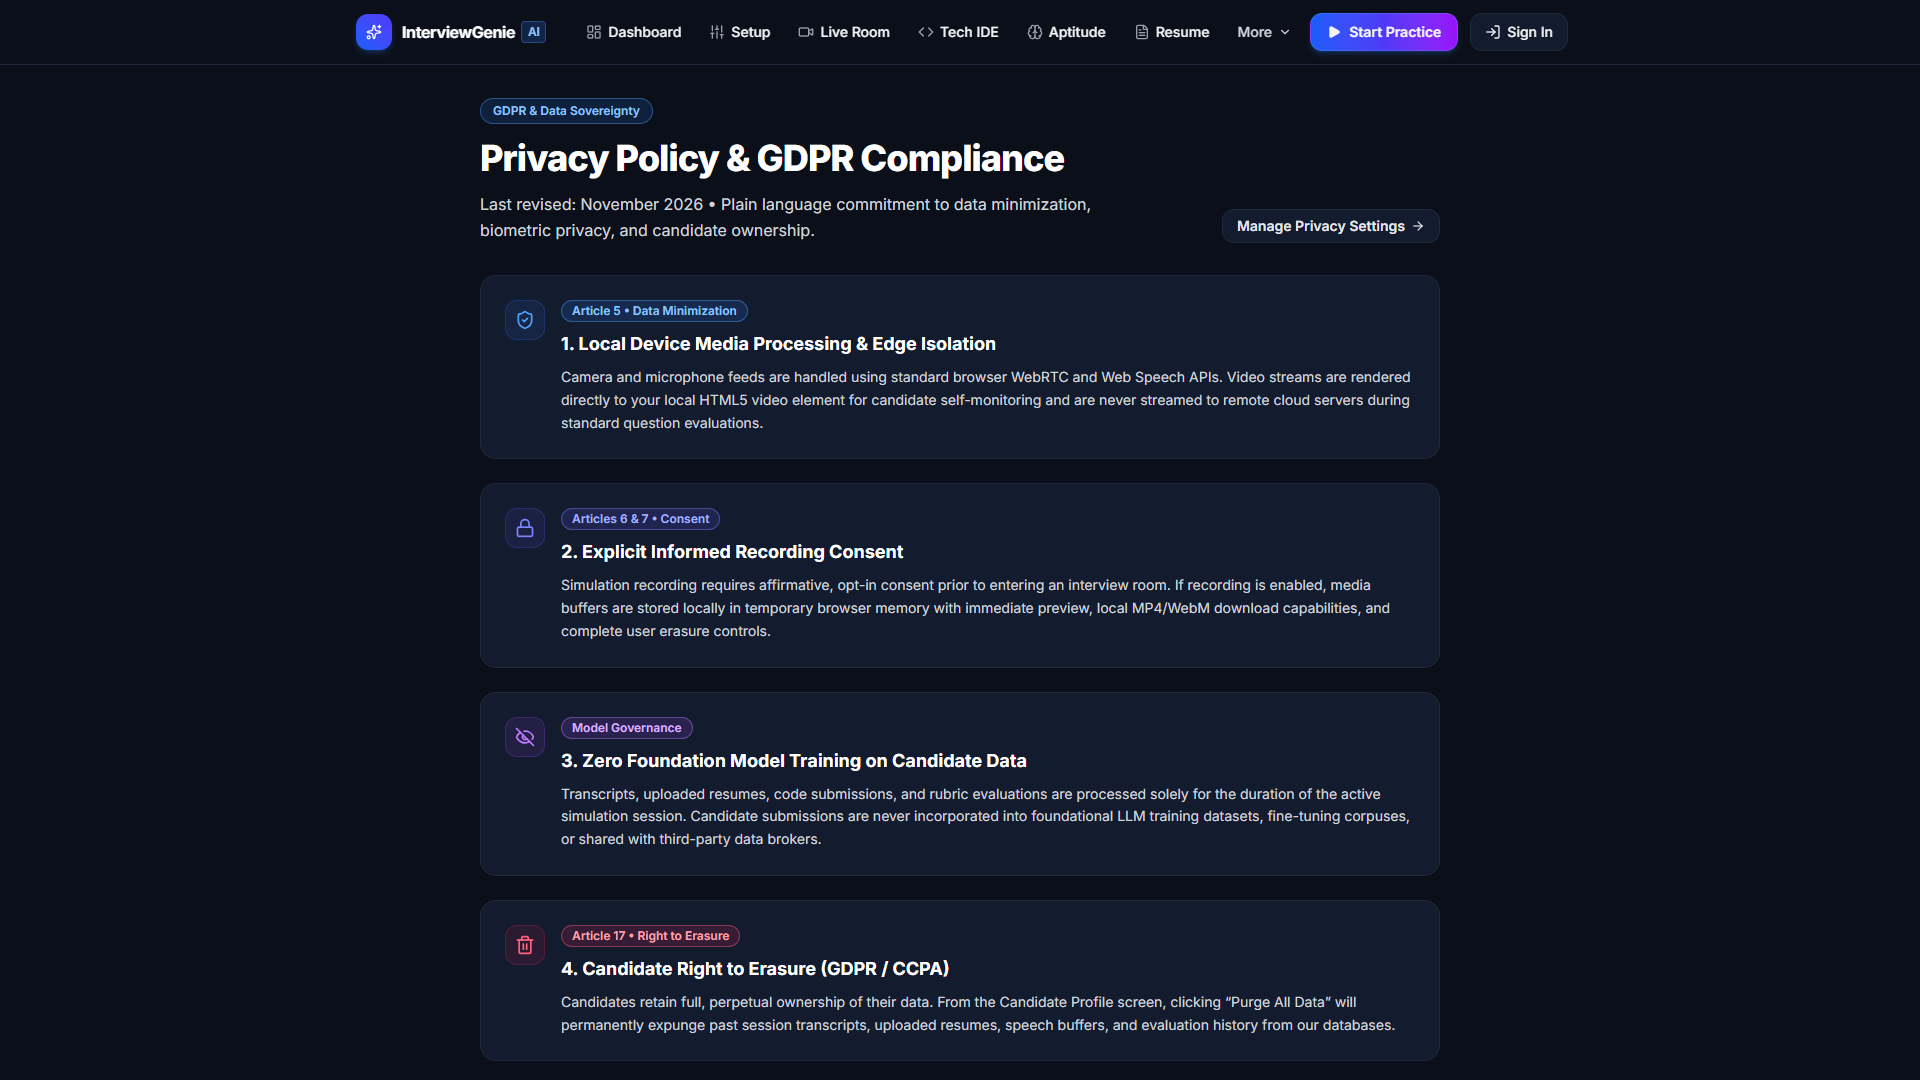 InterviewGenie AI
Dashboard
Setup
Live Room
Tech IDE
Aptitude
Resume
More
Start Practice
Sign In
GDPR & Data Sovereignty
Privacy Policy & GDPR Compliance
Last revised: November 2026 • Plain language commitment to data minimization,
biometric privacy, and candidate ownership.
Manage Privacy Settings →
Article 5 • Data Minimization
1. Local Device Media Processing & Edge Isolation
Camera and microphone feeds are handled using standard browser WebRTC and Web Speech APIs. Video streams are rendered
directly to your local HTML5 video element for candidate self-monitoring and are never streamed to remote cloud servers during
standard question evaluations.
Articles 6 & 7 • Consent
2. Explicit Informed Recording Consent
Simulation recording requires affirmative, opt-in consent prior to entering an interview room. If recording is enabled, media
buffers are stored locally in temporary browser memory with immediate preview, local MP4/WebM download capabilities, and
complete user erasure controls.
Model Governance
3. Zero Foundation Model Training on Candidate Data
Transcripts, uploaded resumes, code submissions, and rubric evaluations are processed solely for the duration of the active
simulation session. Candidate submissions are never incorporated into foundational LLM training datasets, fine-tuning corpuses,
or shared with third-party data brokers.
Article 17 • Right to Erasure
4. Candidate Right to Erasure (GDPR / CCPA)
Candidates retain full, perpetual ownership of their data. From the Candidate Profile screen, clicking “Purge All Data” will
permanently expunge past session transcripts, uploaded resumes, speech buffers, and evaluation history from our databases.